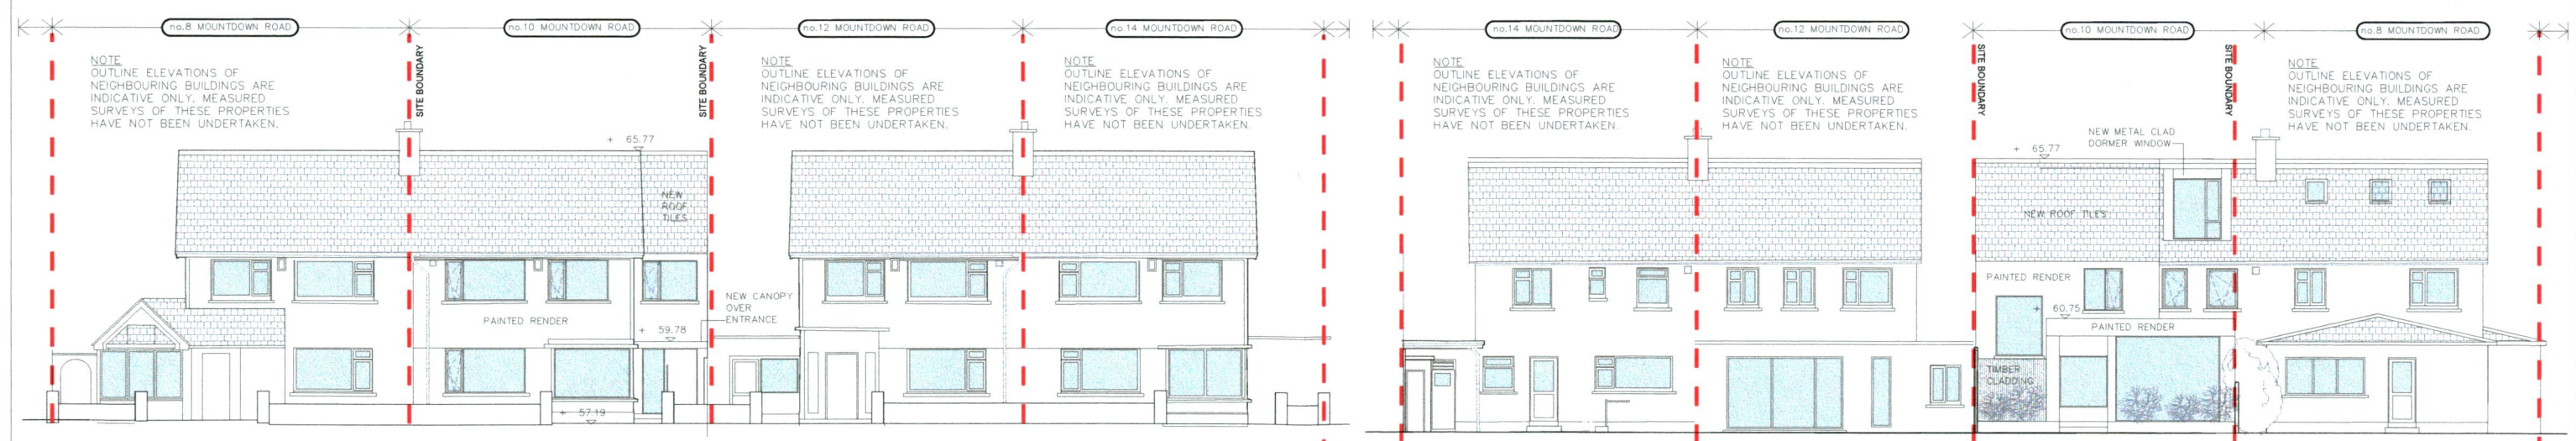 no.8 MOUNTDOWN ROAD
no.10 MOUNTDOWN ROAD
no.12 MOUNTDOWN ROAD
no.14 MOUNTDOWN ROAD
NOTE
OUTLINE ELEVATIONS OF
NEIGHBOURING BUILDINGS ARE
INDICATIVE ONLY. MEASURED
SURVEYS OF THESE PROPERTIES
HAVE NOT BEEN UNDERTAKEN.
SITE BOUNDARY
SITE BOUNDARY
NOTE
OUTLINE ELEVATIONS OF
NEIGHBOURING BUILDINGS ARE
INDICATIVE ONLY. MEASURED
SURVEYS OF THESE PROPERTIES
HAVE NOT BEEN UNDERTAKEN.
NOTE
OUTLINE ELEVATIONS OF
NEIGHBOURING BUILDINGS ARE
INDICATIVE ONLY. MEASURED
SURVEYS OF THESE PROPERTIES
HAVE NOT BEEN UNDERTAKEN.
+ 65.77
NEW
ROOF
TILES
NEW CANOPY
OVER
ENTRANCE
PAINTED RENDER
+ 59.78
+ 57.19
no.14 MOUNTDOWN ROAD
no.12 MOUNTDOWN ROAD
no.10 MOUNTDOWN ROAD
no.8 MOUNTDOWN ROAD
NOTE
OUTLINE ELEVATIONS OF
NEIGHBOURING BUILDINGS ARE
INDICATIVE ONLY. MEASURED
SURVEYS OF THESE PROPERTIES
HAVE NOT BEEN UNDERTAKEN.
NOTE
OUTLINE ELEVATIONS OF
NEIGHBOURING BUILDINGS ARE
INDICATIVE ONLY. MEASURED
SURVEYS OF THESE PROPERTIES
HAVE NOT BEEN UNDERTAKEN.
SITE BOUNDARY
SITE BOUNDARY
NOTE
OUTLINE ELEVATIONS OF
NEIGHBOURING BUILDINGS ARE
INDICATIVE ONLY. MEASURED
SURVEYS OF THESE PROPERTIES
HAVE NOT BEEN UNDERTAKEN.
NEW METAL CLAD
DORMER WINDOW
+ 65.77
NEW ROOF TILES
PAINTED RENDER
+ 60.75
PAINTED RENDER
TIMBER
CLADDING